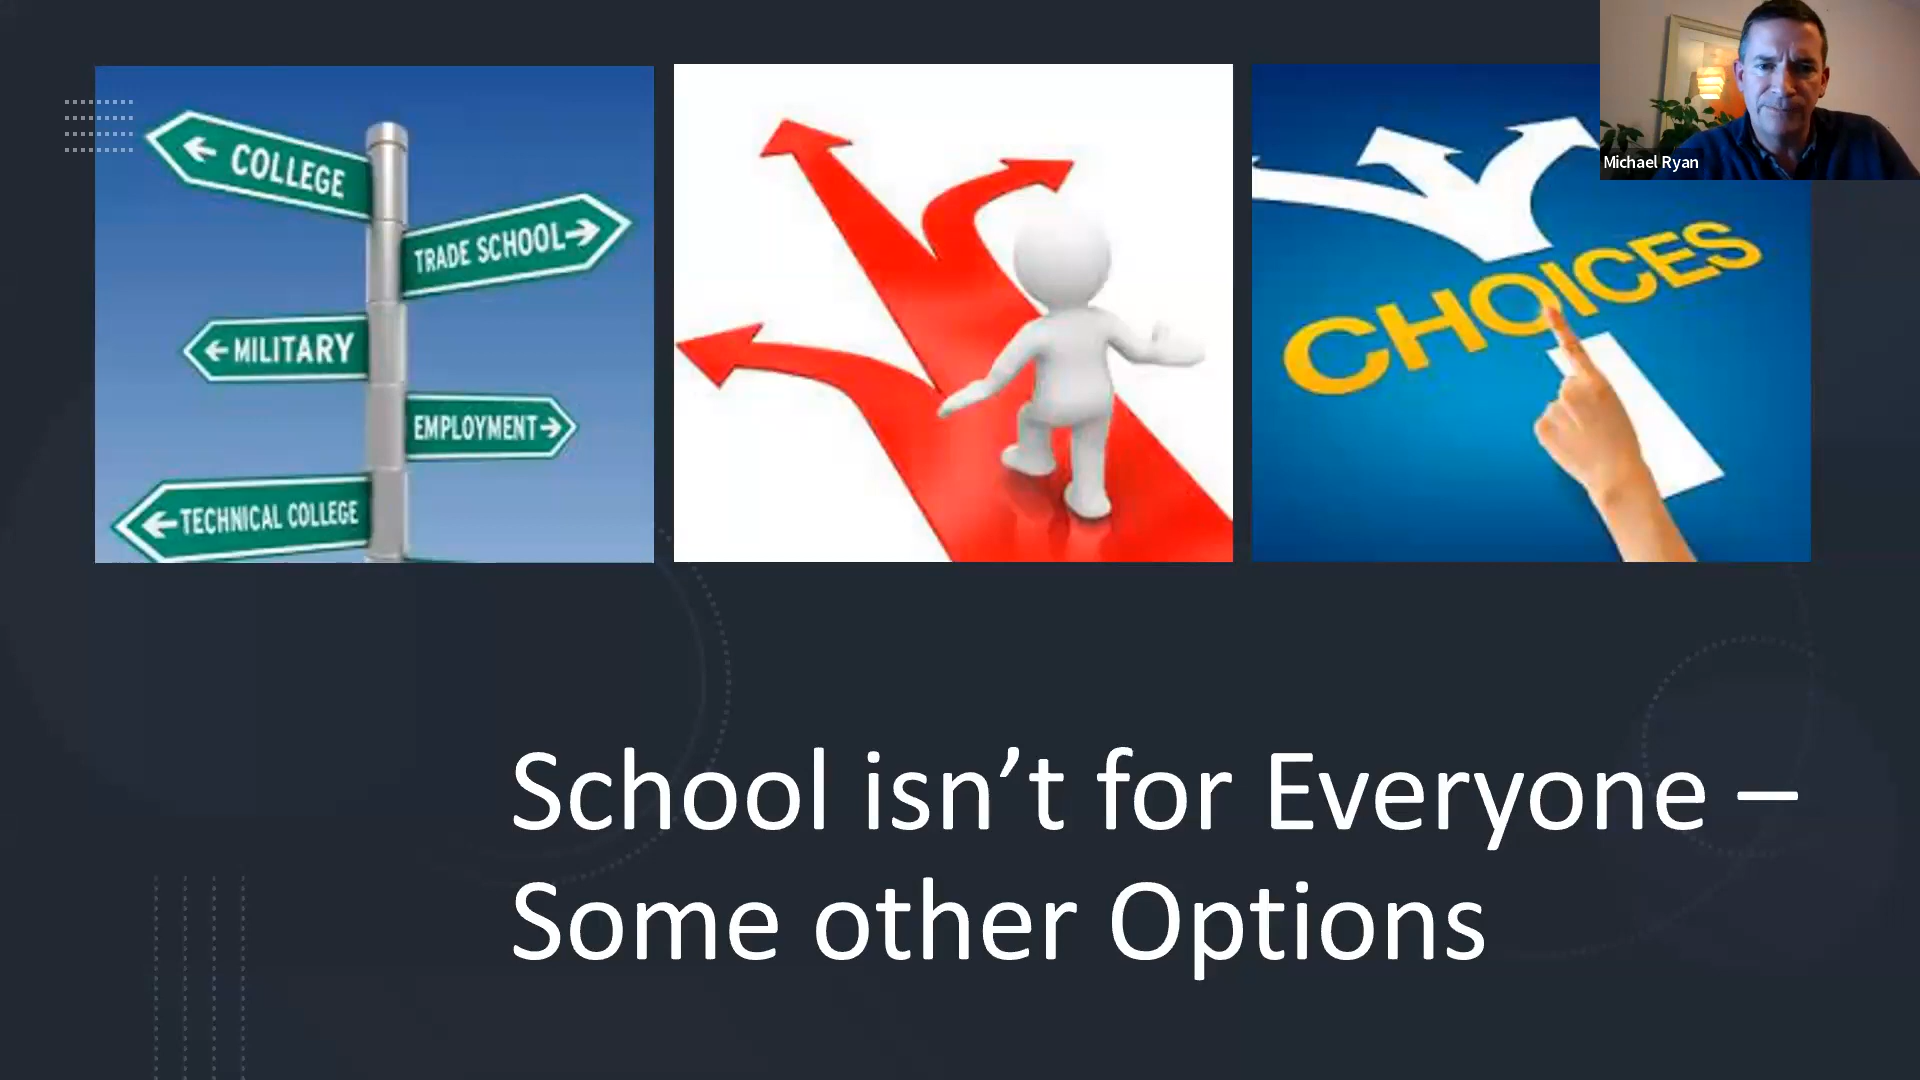 COLLEGE
TRADE SCHOOL
MILITARY
EMPLOYMENT
TECHNICAL COLLEGE
CHOICES
Michael Ryan
School isn’t for Everyone –
Some other Options